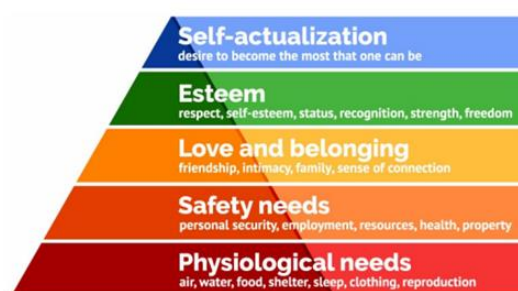 Self-actualization
desire to become the most that one can be
Esteem
respect, self-esteem, status, recognition, strength, freedom
Love and belonging
friendship, intimacy, family, sense of connection
Safety needs
personal security, employment, resources, health, property
Physiological needs
air, water, food, shelter, sleep, clothing, reproduction